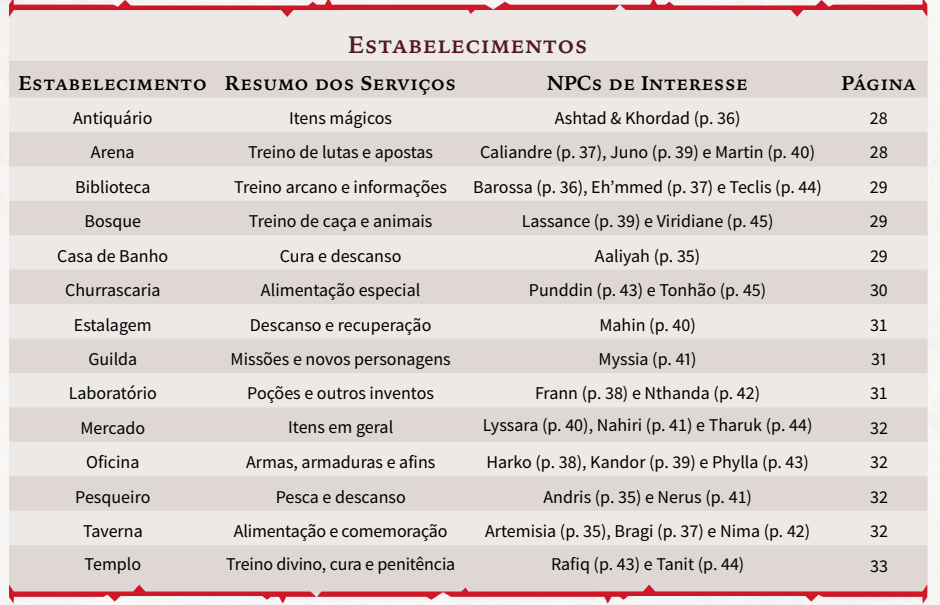 Estabelecimentos
Estabelecimento Resumo dos Serviços NPCs de Interesse Página
Antiquário Itens mágicos Ashtad & Khordad (p. 36) 28
Arena Treino de lutas e apostas Caliandre (p. 37), Juno (p. 39) e Martin (p. 40) 28
Biblioteca Treino arcano e informações Barossa (p. 36), Eh’mmed (p. 37) e Teclis (p. 44) 29
Bosque Treino de caça e animais Lassance (p. 39) e Viridiane (p. 45) 29
Casa de Banho Cura e descanso Aaliyah (p. 35) 29
Churrascaria Alimentação especial Punddin (p. 43) e Tonhão (p. 45) 30
Estalagem Descanso e recuperação Mahin (p. 40) 31
Guilda Missões e novos personagens Myssia (p. 41) 31
Laboratório Poções e outros inventos Frann (p. 38) e Nthanda (p. 42) 31
Mercado Itens em geral Lyssara (p. 40), Nahiri (p. 41) e Tharuk (p. 44) 32
Oficina Armas, armaduras e afins Harko (p. 38), Kandor (p. 39) e Phylla (p. 43) 32
Pesqueiro Pesca e descanso Andris (p. 35) e Nerus (p. 41) 32
Taverna Alimentação e comemoração Artemisia (p. 35), Bragi (p. 37) e Nima (p. 42) 32
Templo Treino divino, cura e penitência Rafiq (p. 43) e Tanit (p. 44) 33